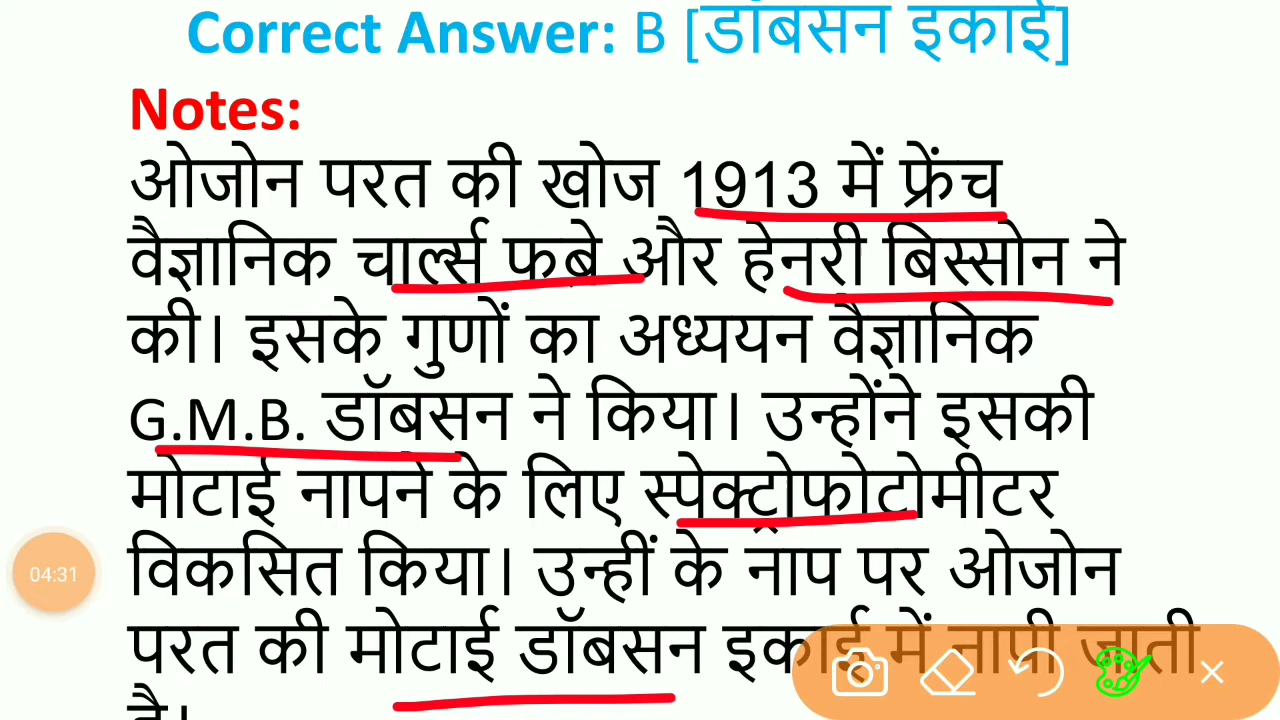 Correct Answer: B [डॉबसन इकाई]
Notes:
ओजोन परत की खोज 1913 में फ्रेंच
वैज्ञानिक चार्ल्स फब्रे और हेनरी बिस्सोन ने
की। इसके गुणों का अध्ययन वैज्ञानिक
G.M.B. डॉबसन ने किया। उन्होंने इसकी
मोटाई नापने के लिए स्पेक्ट्रोफोटोमीटर
विकसित किया। उन्हीं के नाप पर ओजोन
परत की मोटाई डॉबसन इकाई में नापी जाती
है।
04:31